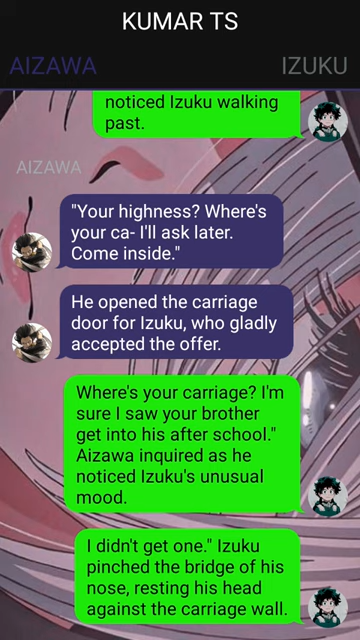 KUMAR TS
AIZAWA
IZUKU
noticed Izuku walking
past.
AIZAWA
"Your highness? Where's
your ca- I'll ask later.
Come inside."
He opened the carriage
door for Izuku, who gladly
accepted the offer.
Where's your carriage? I'm
sure I saw your brother
get into his after school."
Aizawa inquired as he
noticed Izuku's unusual
mood.
I didn't get one." Izuku
pinched the bridge of his
nose, resting his head
against the carriage wall.